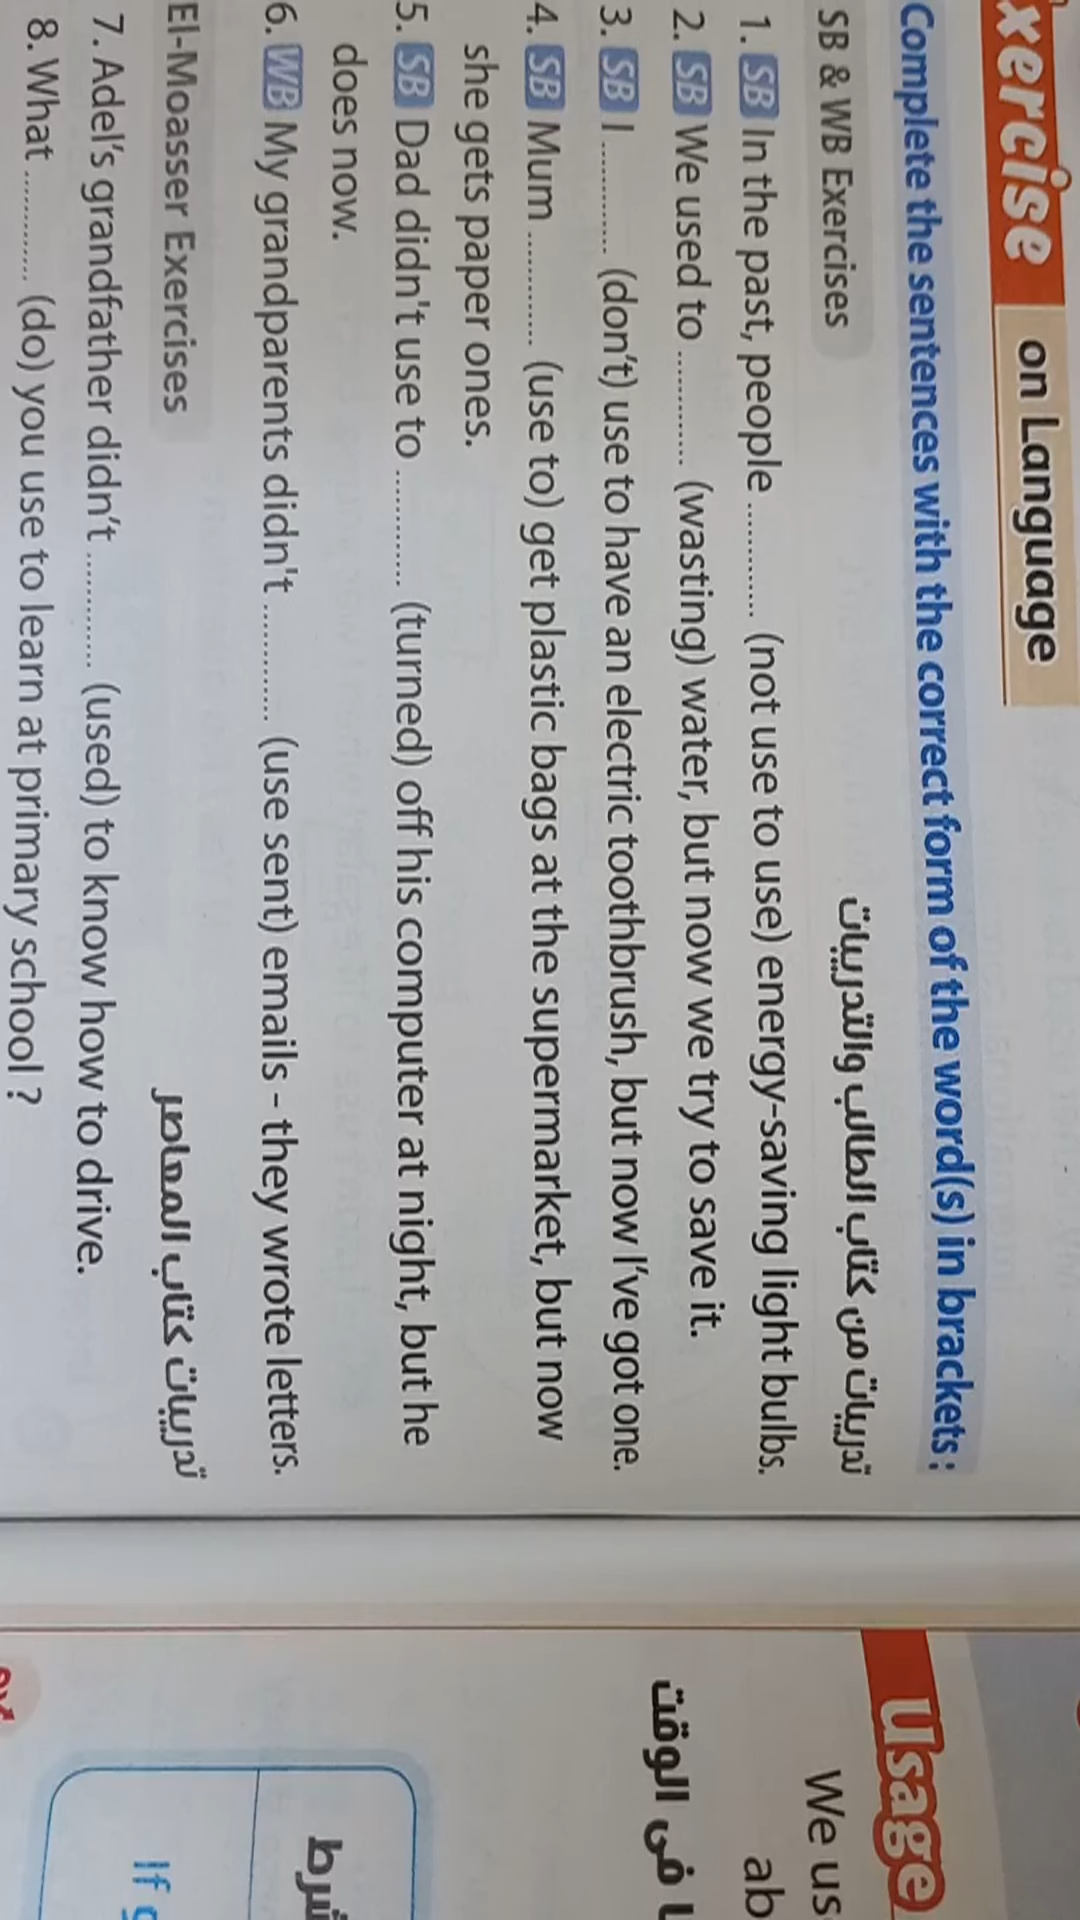 xercise on Language
Complete the sentences with the correct form of the word(s) in brackets :
SB & WB Exercises تدريبات من كتاب الطالب والتدريبات
1. SB In the past, people ........... (not use to use) energy-saving light bulbs.
2. SB We used to ........... (wasting) water, but now we try to save it.
3. SB I ........... (don't) use to have an electric toothbrush, but now I've got one.
4. SB Mum ........... (use to) get plastic bags at the supermarket, but now
she gets paper ones.
5. SB Dad didn't use to ........... (turned) off his computer at night, but he
does now.
6. WB My grandparents didn't ........... (use sent) emails - they wrote letters.
El-Moasser Exercises تدريبات كتاب المعاصر
7. Adel's grandfather didn't ........... (used) to know how to drive.
8. What ........... (do) you use to learn at primary school ?
Usage
We us
ab
ا فى الوقت
شرط
If